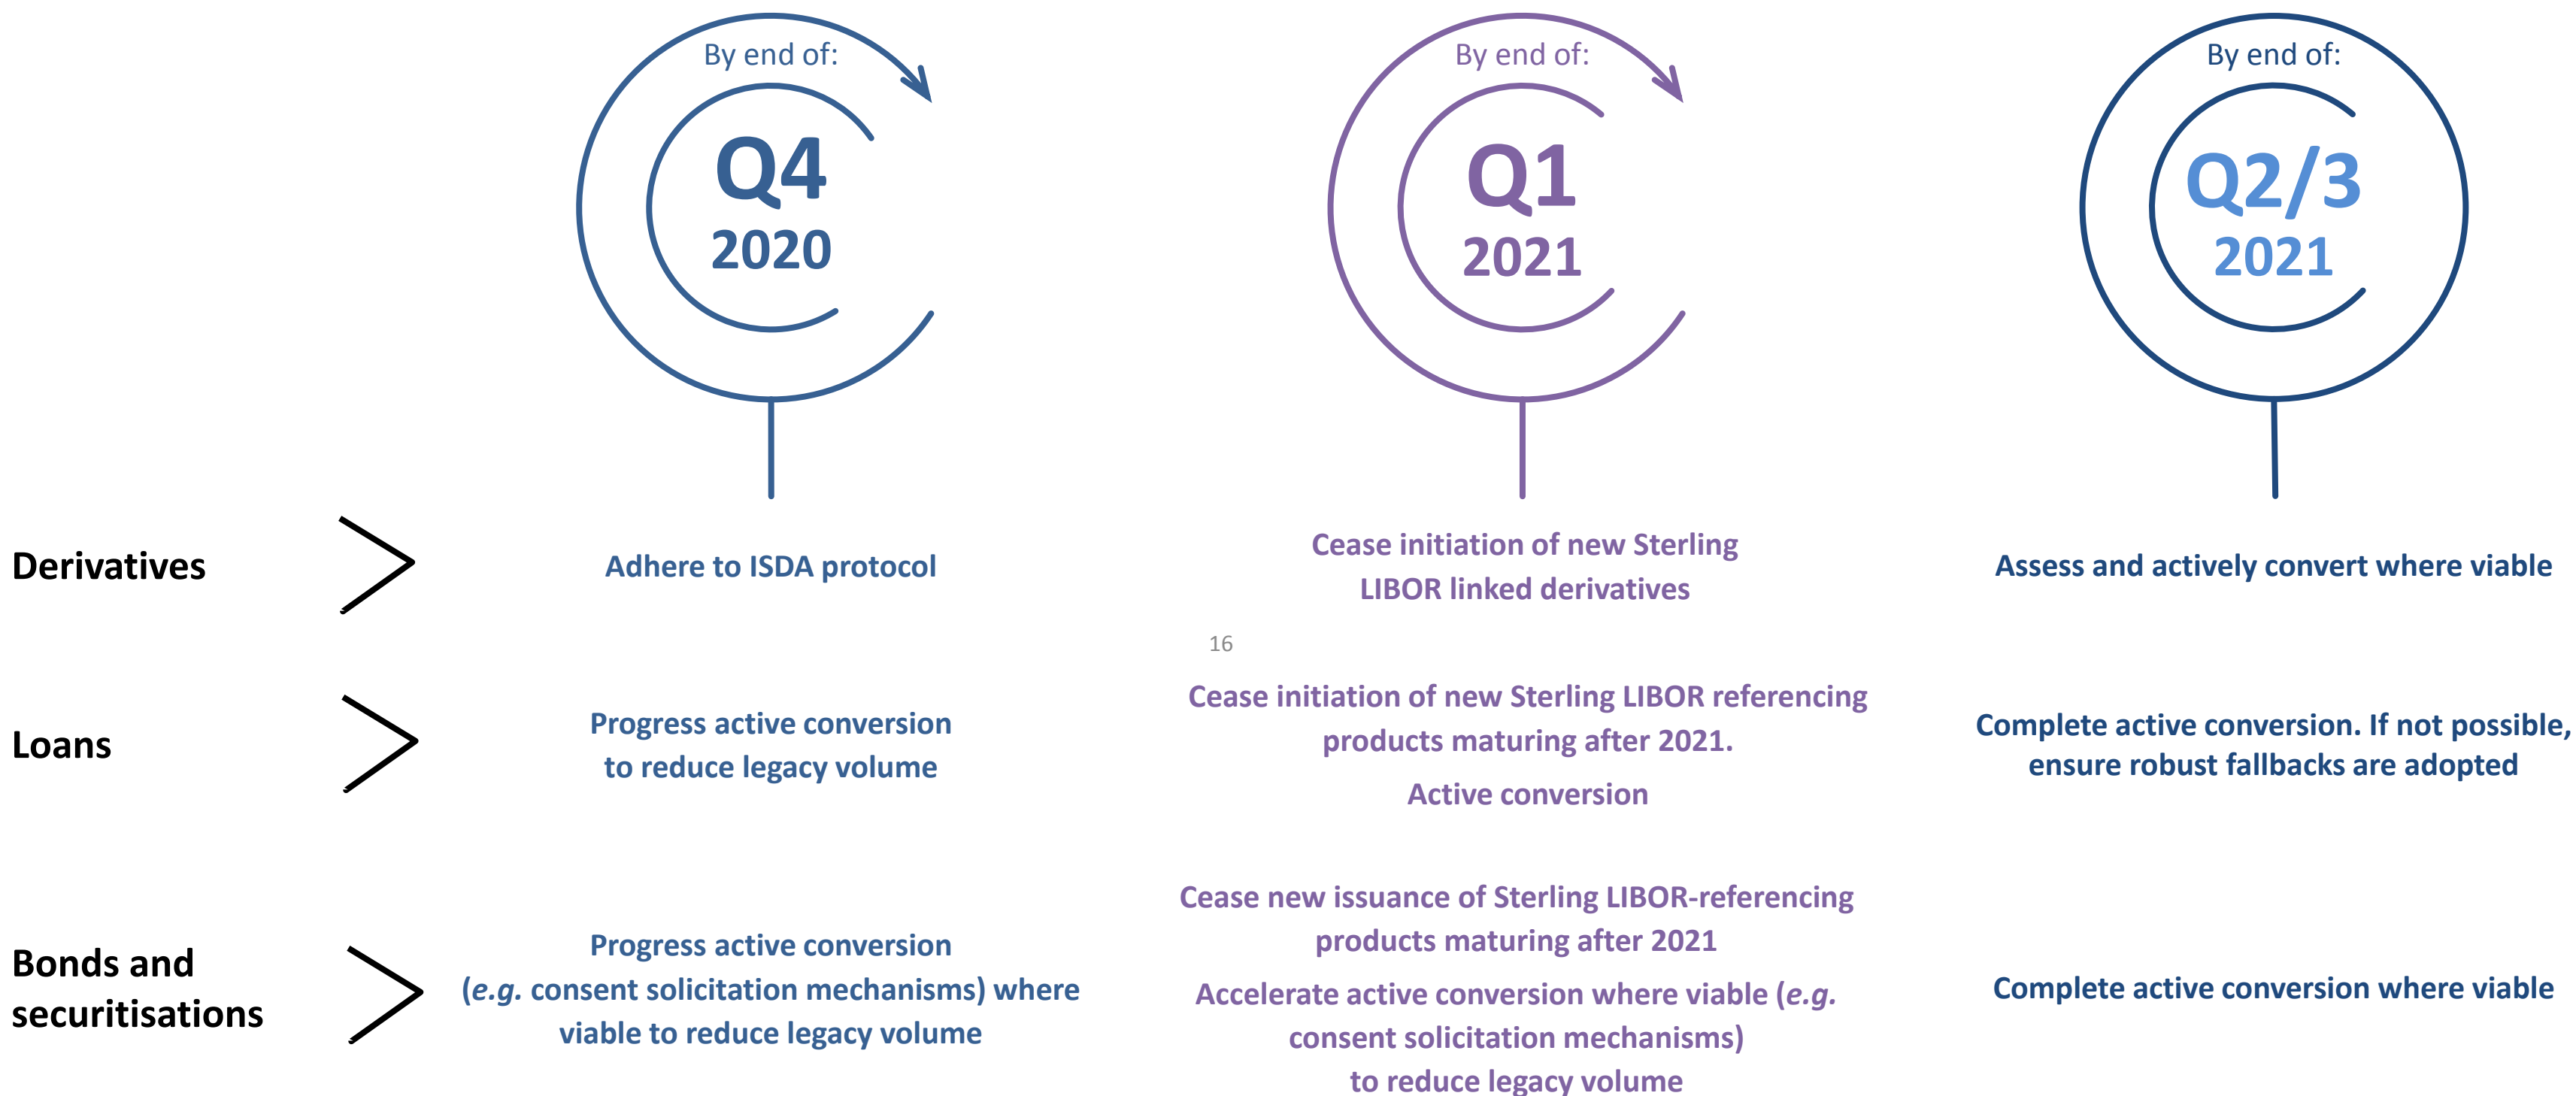 By end of:
Q4
2020
By end of:
Q1
2021
By end of:
Q2/3
2021
Derivatives
Adhere to ISDA protocol
Cease initiation of new Sterling
LIBOR linked derivatives
Assess and actively convert where viable
16
Loans
Progress active conversion
to reduce legacy volume
Cease initiation of new Sterling LIBOR referencing
products maturing after 2021.
Active conversion
Complete active conversion. If not possible,
ensure robust fallbacks are adopted
Bonds and
securitisations
Progress active conversion
(e.g. consent solicitation mechanisms) where
viable to reduce legacy volume
Cease new issuance of Sterling LIBOR-referencing
products maturing after 2021
Accelerate active conversion where viable (e.g.
consent solicitation mechanisms)
to reduce legacy volume
Complete active conversion where viable